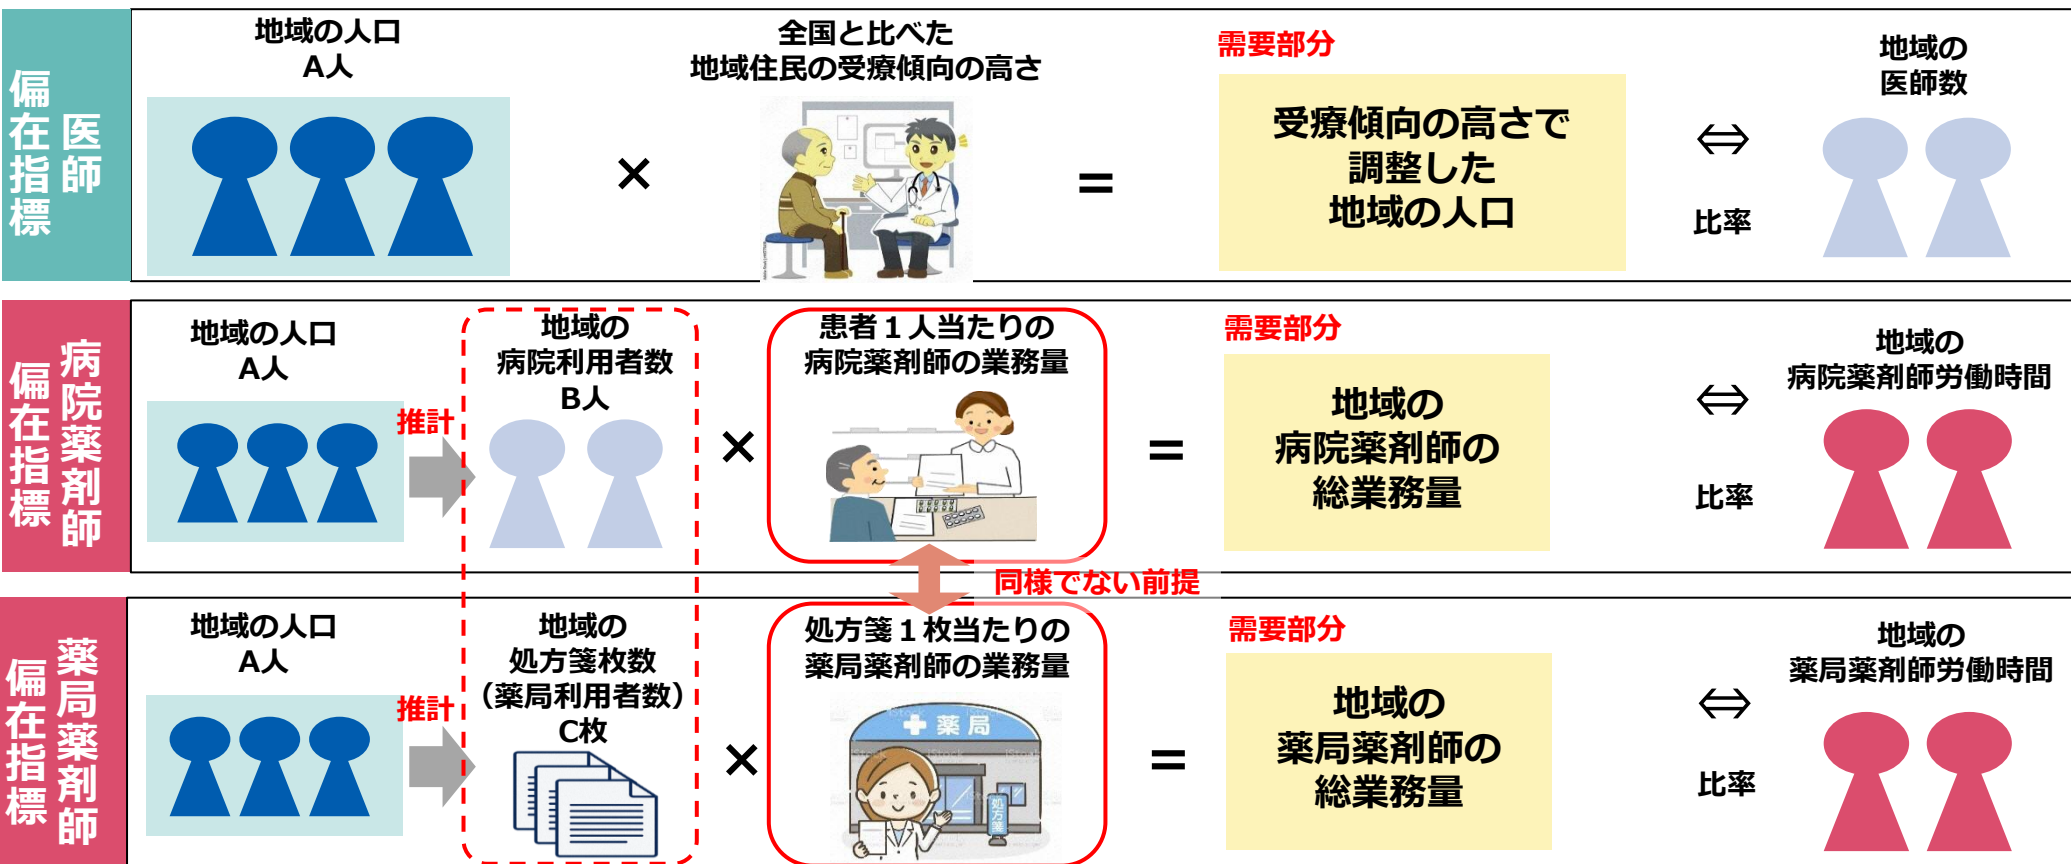 医師
偏在指標
地域の人口
A人
×
全国と比べた
地域住民の受療傾向の高さ
=
需要部分
受療傾向の高さで
調整した
地域の人口
⇔
比率
地域の
医師数
病院薬剤師
偏在指標
地域の人口
A人
推計
地域の
病院利用者数
B人
×
患者１人当たりの
病院薬剤師の業務量
=
需要部分
地域の
病院薬剤師の
総業務量
⇔
比率
地域の
病院薬剤師労働時間
同様でない前提
薬局薬剤師
偏在指標
地域の人口
A人
推計
地域の
処方箋枚数
（薬局利用者数）
C枚
×
処方箋１枚当たりの
薬局薬剤師の業務量
薬局
処方箋
=
需要部分
地域の
薬局薬剤師の
総業務量
⇔
比率
地域の
薬局薬剤師労働時間